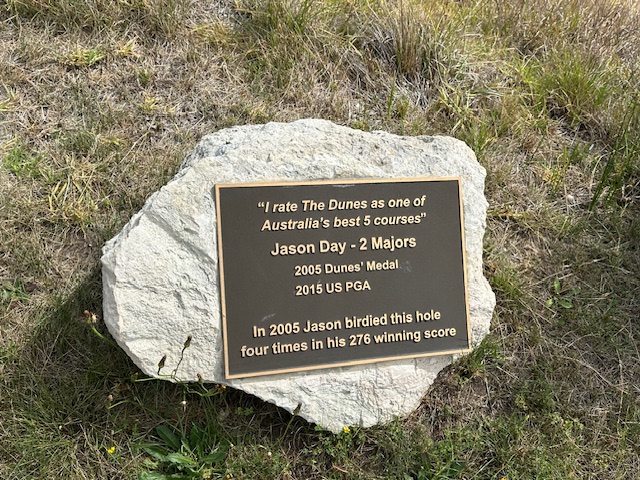 “I rate The Dunes as one of
Australia’s best 5 courses”
Jason Day - 2 Majors
2005 Dunes’ Medal
2015 US PGA
In 2005 Jason birdied this hole
four times in his 276 winning score